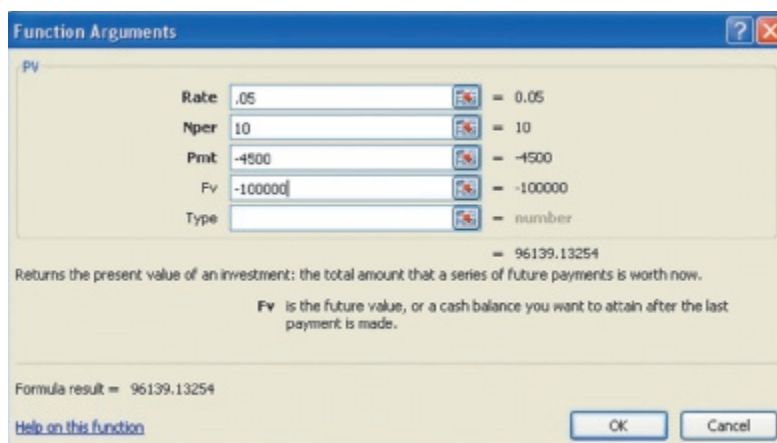 Function Arguments
PV
Rate .05 = 0.05
Nper 10 = 10
Pmt -4500 = -4500
Fv -100000 = -100000
Type = number
= 96139.13254
Returns the present value of an investment: the total amount that a series of future payments is worth now.
Fv is the future value, or a cash balance you want to attain after the last
payment is made.
Formula result = 96139.13254
Help on this function OK Cancel